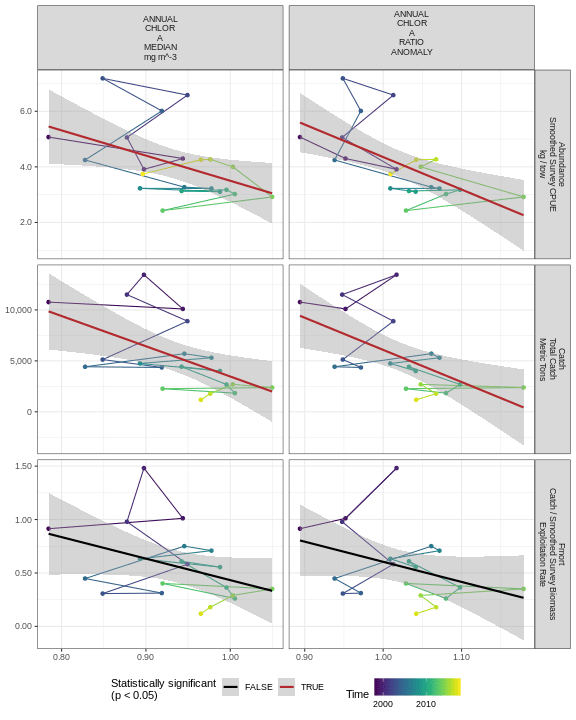 ANNUAL
CHLOR
A
MEDIAN
mg m^-3
ANNUAL
CHLOR
A
RATIO
ANOMALY
6.0
4.0
2.0
Abundance
Smoothed Survey CPUE
kg / tow
10,000
5,000
0
Catch
Total Catch
Metric Tons
1.50
1.00
0.50
0.00
Fmort
Catch / Smoothed Survey Biomass
Exploitation Rate
0.80
0.90
1.00
0.90
1.00
1.10
Statistically significant
(p < 0.05)
FALSE
TRUE
Time
2000
2010